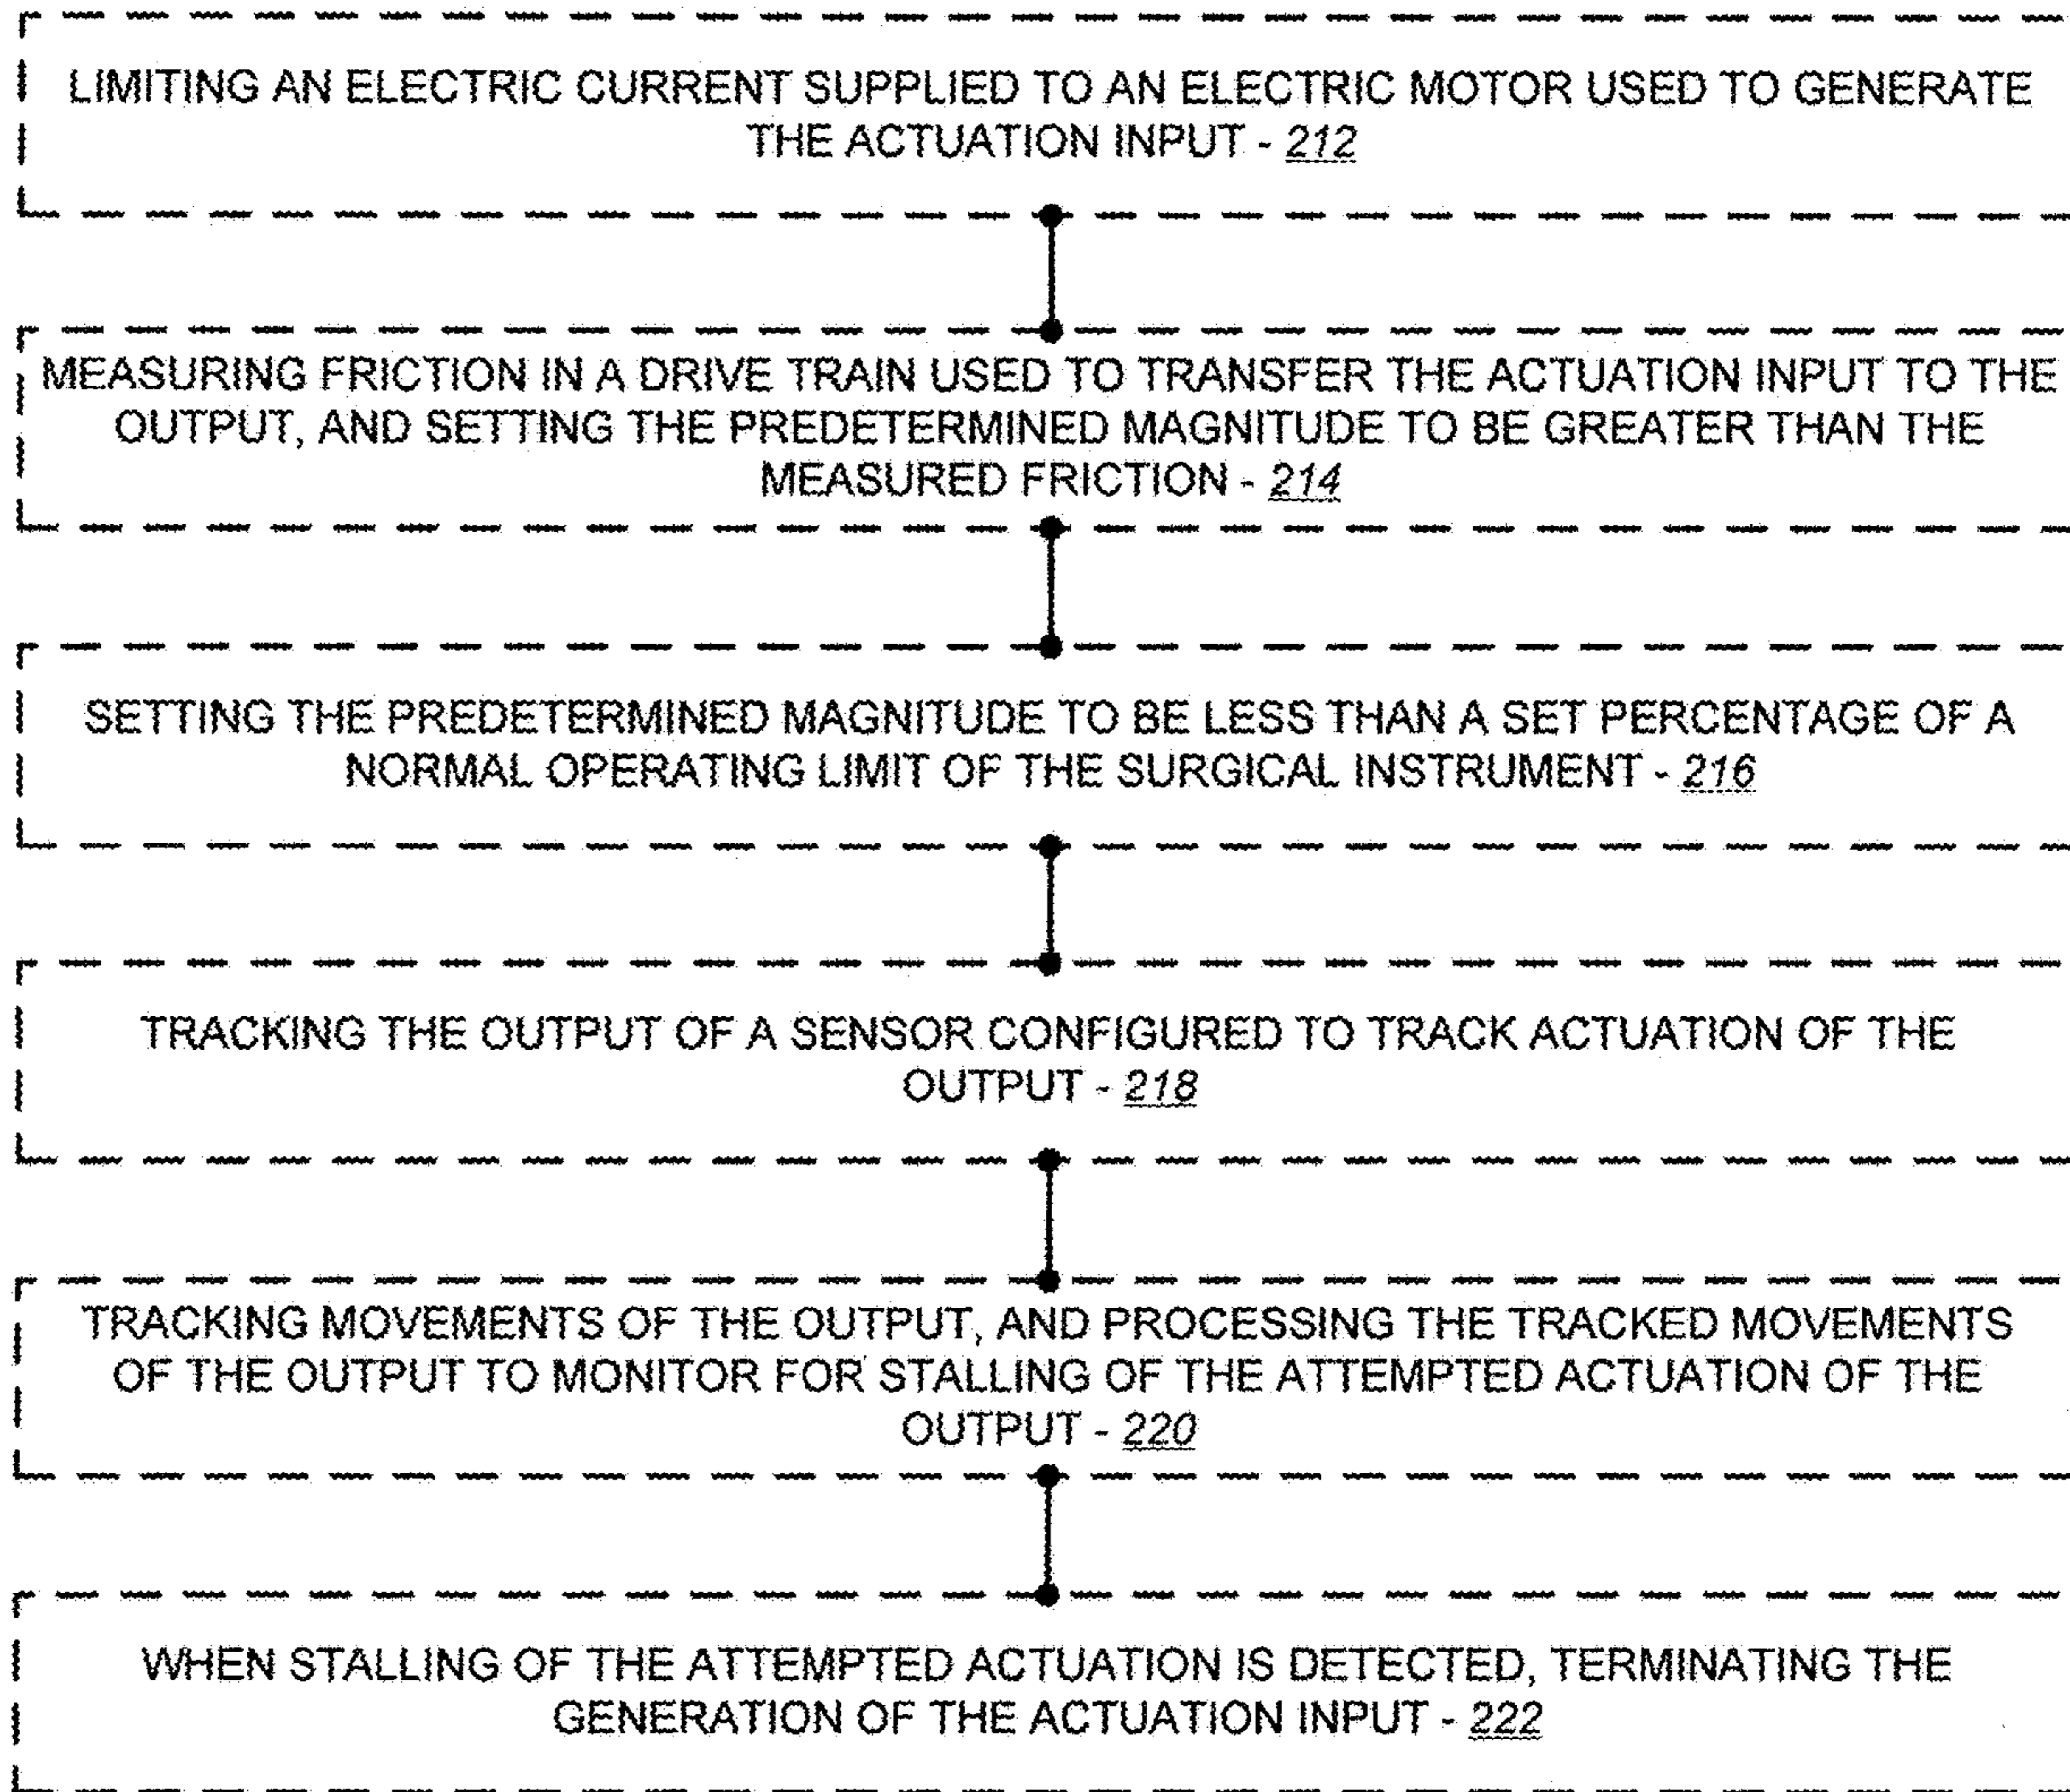 LIMITING AN ELECTRIC CURRENT SUPPLIED TO AN ELECTRIC MOTOR USED TO GENERATE
THE ACTUATION INPUT - 212
MEASURING FRICTION IN A DRIVE TRAIN USED TO TRANSFER THE ACTUATION INPUT TO THE
OUTPUT, AND SETTING THE PREDETERMINED MAGNITUDE TO BE GREATER THAN THE
MEASURED FRICTION - 214
SETTING THE PREDETERMINED MAGNITUDE TO BE LESS THAN A SET PERCENTAGE OF A
NORMAL OPERATING LIMIT OF THE SURGICAL INSTRUMENT - 216
TRACKING THE OUTPUT OF A SENSOR CONFIGURED TO TRACK ACTUATION OF THE
OUTPUT - 218
TRACKING MOVEMENTS OF THE OUTPUT, AND PROCESSING THE TRACKED MOVEMENTS
OF THE OUTPUT TO MONITOR FOR STALLING OF THE ATTEMPTED ACTUATION OF THE
OUTPUT - 220
WHEN STALLING OF THE ATTEMPTED ACTUATION IS DETECTED, TERMINATING THE
GENERATION OF THE ACTUATION INPUT - 222